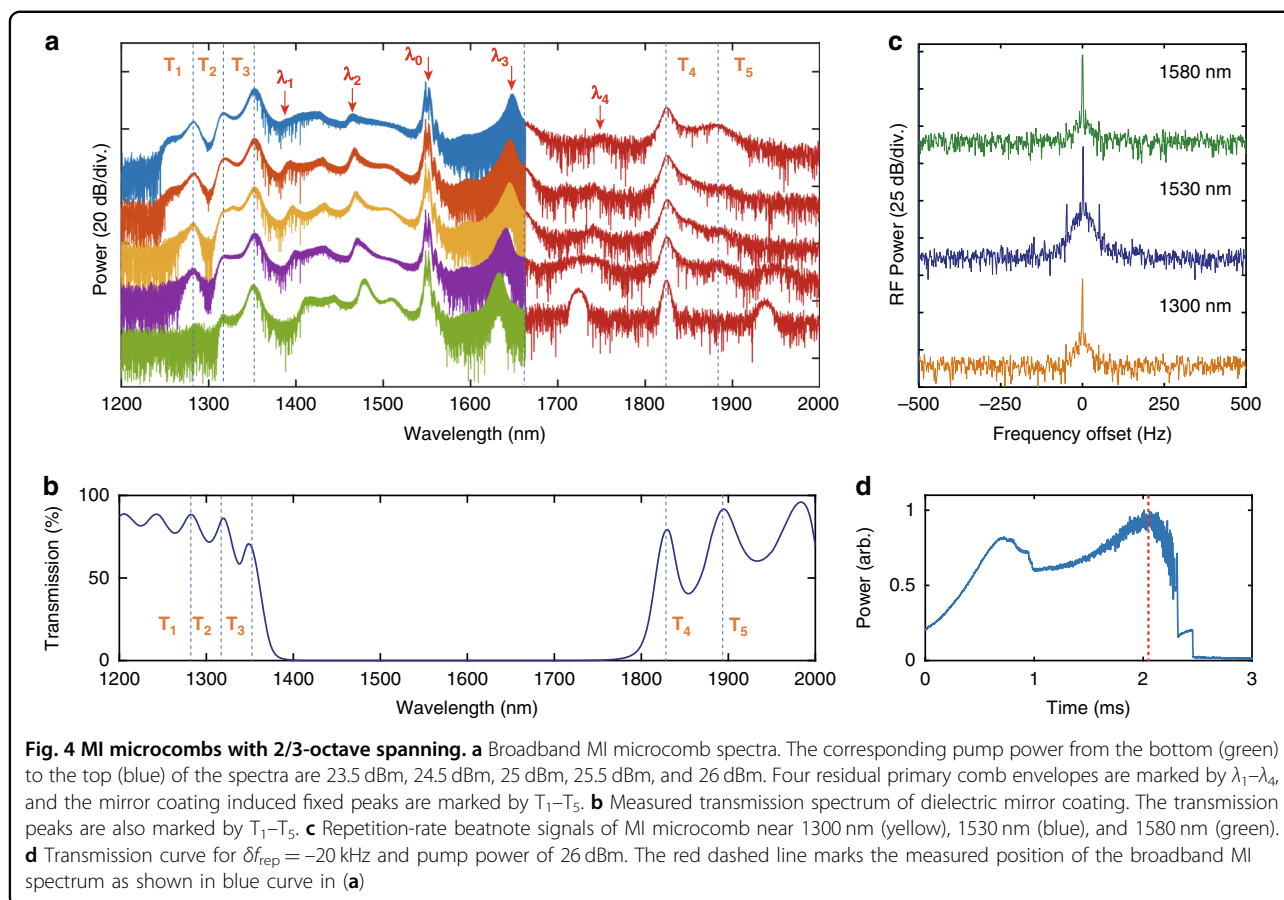 a
T₁ T₂ T₃ λ₁ λ₂ λ₀ λ₃ λ₄ T₄ T₅
Power (20 dB/div.)
1200 1300 1400 1500 1600 1700 1800 1900 2000
Wavelength (nm)
c
1580 nm
1530 nm
1300 nm
RF Power (25 dB/div)
−500 −250 0 250 500
Frequency offset (Hz)
b
100
50
0
Transmission (%)
T₁ T₂ T₃ T₄ T₅
1200 1300 1400 1500 1600 1700 1800 1900 2000
Wavelength (nm)
d
1
0.5
0
Power (arb.)
0 1 2 3
Time (ms)
Fig. 4 MI microcombs with 2/3-octave spanning. a Broadband MI microcomb spectra. The corresponding pump power from the bottom (green)
to the top (blue) of the spectra are 23.5 dBm, 24.5 dBm, 25 dBm, 25.5 dBm, and 26 dBm. Four residual primary comb envelopes are marked by λ₁–λ₄,
and the mirror coating induced fixed peaks are marked by T₁–T₅. b Measured transmission spectrum of dielectric mirror coating. The transmission
peaks are also marked by T₁–T₅. c Repetition-rate beatnote signals of MI microcomb near 1300 nm (yellow), 1530 nm (blue), and 1580 nm (green).
d Transmission curve for δf_rep = –20 kHz and pump power of 26 dBm. The red dashed line marks the measured position of the broadband MI
spectrum as shown in blue curve in (a)